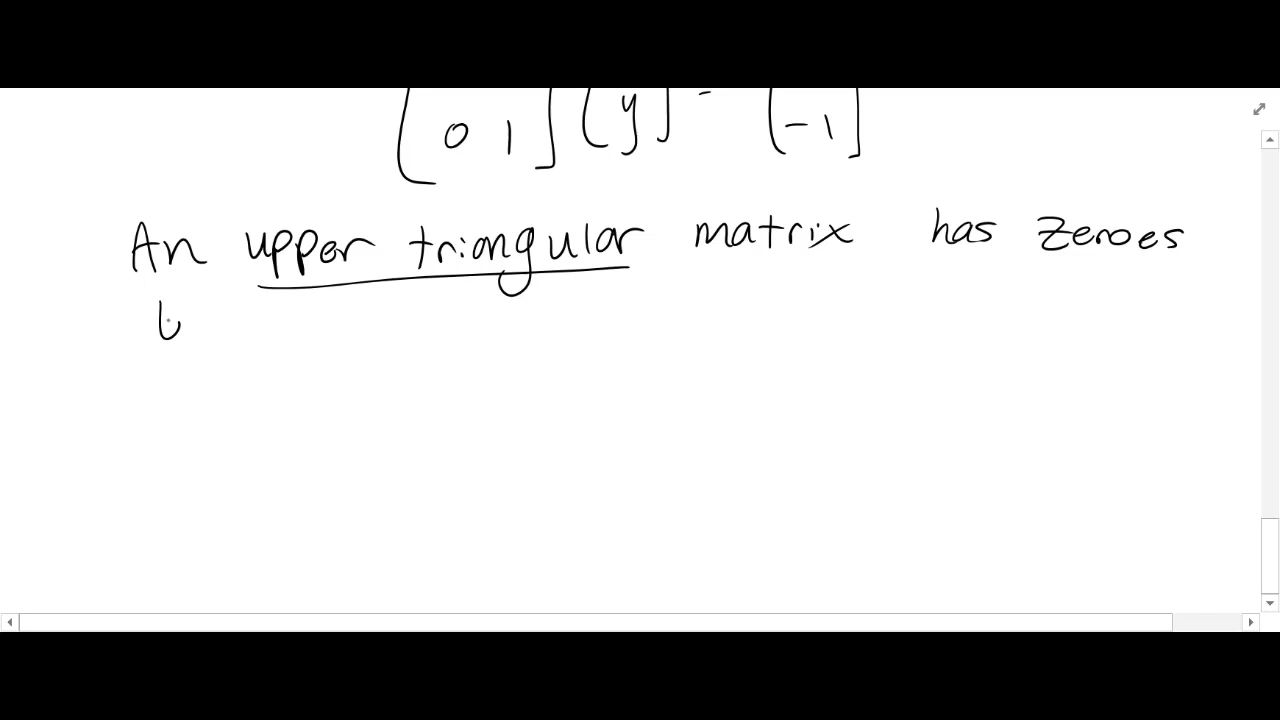 [ 0 1 ] [ y ] = [ -1 ]
An upper triangular matrix has zeroes
b